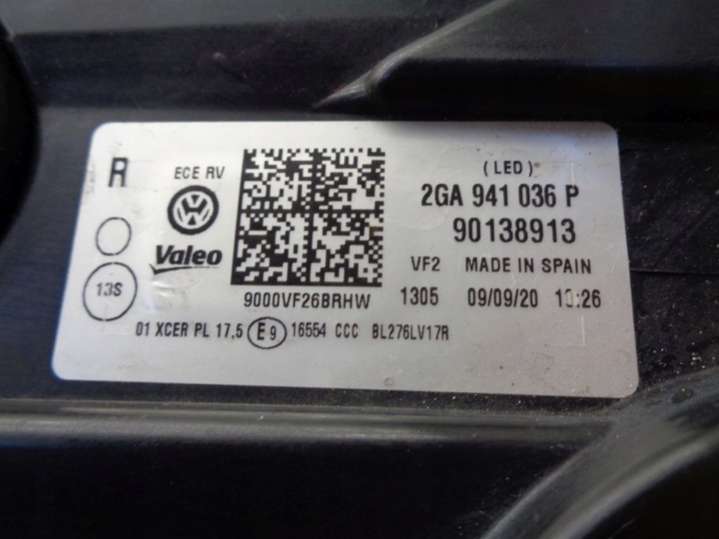 R
ECE RV
(LED)
2GA 941 036 P
90138913
Valeo
13S
9000VF26BRHW
VF2 MADE IN SPAIN
1305 09/09/20
01 XCER PL 17,5 E9 16554 CCC BL276LV17R